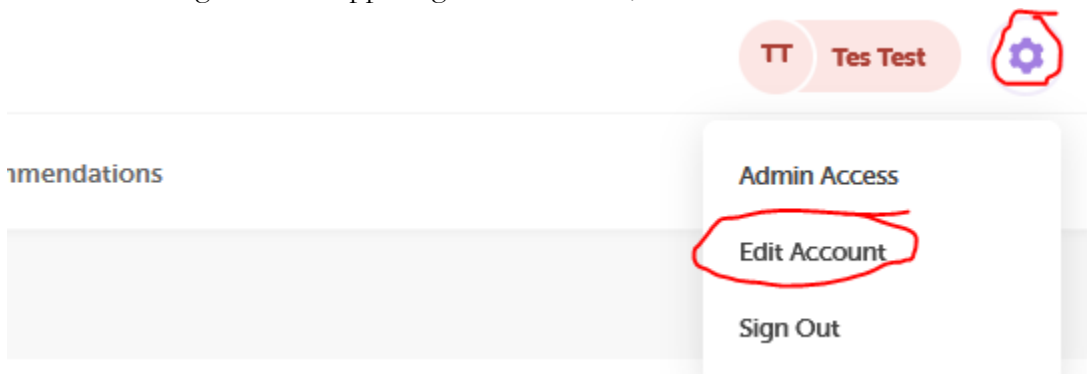 TT Tes Test
mmendations
Admin Access
Edit Account
Sign Out